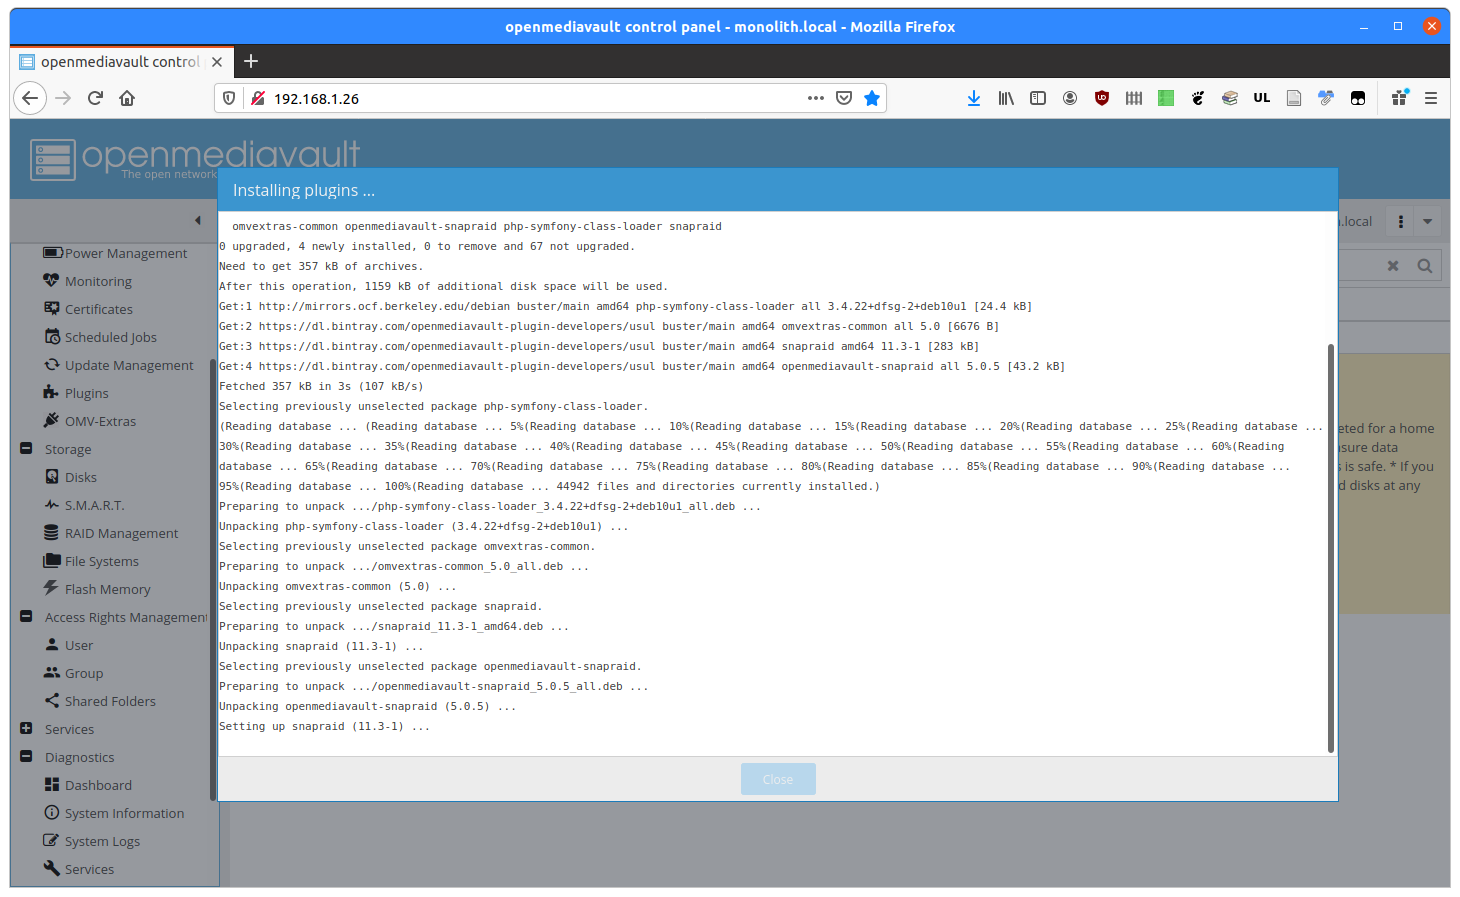 openmediavault control panel - monolith.local - Mozilla Firefox
openmediavault control
192.168.1.26
UL
openmediavault
The open network
Installing plugins ...
.local
omvextras-common openmediavault-snapraid php-symfony-class-loader snapraid
0 upgraded, 4 newly installed, 0 to remove and 67 not upgraded.
Need to get 357 kB of archives.
After this operation, 1159 kB of additional disk space will be used.
Get:1 http://mirrors.ocf.berkeley.edu/debian buster/main amd64 php-symfony-class-loader all 3.4.22+dfsg-2+deb10u1 [24.4 kB]
Get:2 https://dl.bintray.com/openmediavault-plugin-developers/usul buster/main amd64 omvextras-common all 5.0 [6676 B]
Get:3 https://dl.bintray.com/openmediavault-plugin-developers/usul buster/main amd64 snapraid amd64 11.3-1 [283 kB]
Get:4 https://dl.bintray.com/openmediavault-plugin-developers/usul buster/main amd64 openmediavault-snapraid all 5.0.5 [43.2 kB]
Fetched 357 kB in 3s (107 kB/s)
Selecting previously unselected package php-symfony-class-loader.
(Reading database ... (Reading database ... 5%(Reading database ... 10%(Reading database ... 15%(Reading database ... 20%(Reading database ... 25%(Reading database ...
30%(Reading database ... 35%(Reading database ... 40%(Reading database ... 45%(Reading database ... 50%(Reading database ... 55%(Reading database ... 60%(Reading
database ... 65%(Reading database ... 70%(Reading database ... 75%(Reading database ... 80%(Reading database ... 85%(Reading database ... 90%(Reading database ...
95%(Reading database ... 100%(Reading database ... 44942 files and directories currently installed.)
Preparing to unpack .../php-symfony-class-loader_3.4.22+dfsg-2+deb10u1_all.deb ...
Unpacking php-symfony-class-loader (3.4.22+dfsg-2+deb10u1) ...
Selecting previously unselected package omvextras-common.
Preparing to unpack .../omvextras-common_5.0_all.deb ...
Unpacking omvextras-common (5.0) ...
Selecting previously unselected package snapraid.
Preparing to unpack .../snapraid_11.3-1_amd64.deb ...
Unpacking snapraid (11.3-1) ...
Selecting previously unselected package openmediavault-snapraid.
Preparing to unpack .../openmediavault-snapraid_5.0.5_all.deb ...
Unpacking openmediavault-snapraid (5.0.5) ...
Setting up snapraid (11.3-1) ...
Close
Power Management
Monitoring
Certificates
Scheduled Jobs
Update Management
Plugins
OMV-Extras
Storage
Disks
S.M.A.R.T.
RAID Management
File Systems
Flash Memory
Access Rights Management
User
Group
Shared Folders
Services
Diagnostics
Dashboard
System Information
System Logs
Services
eted for a home
sure data
is safe. * If you
d disks at any